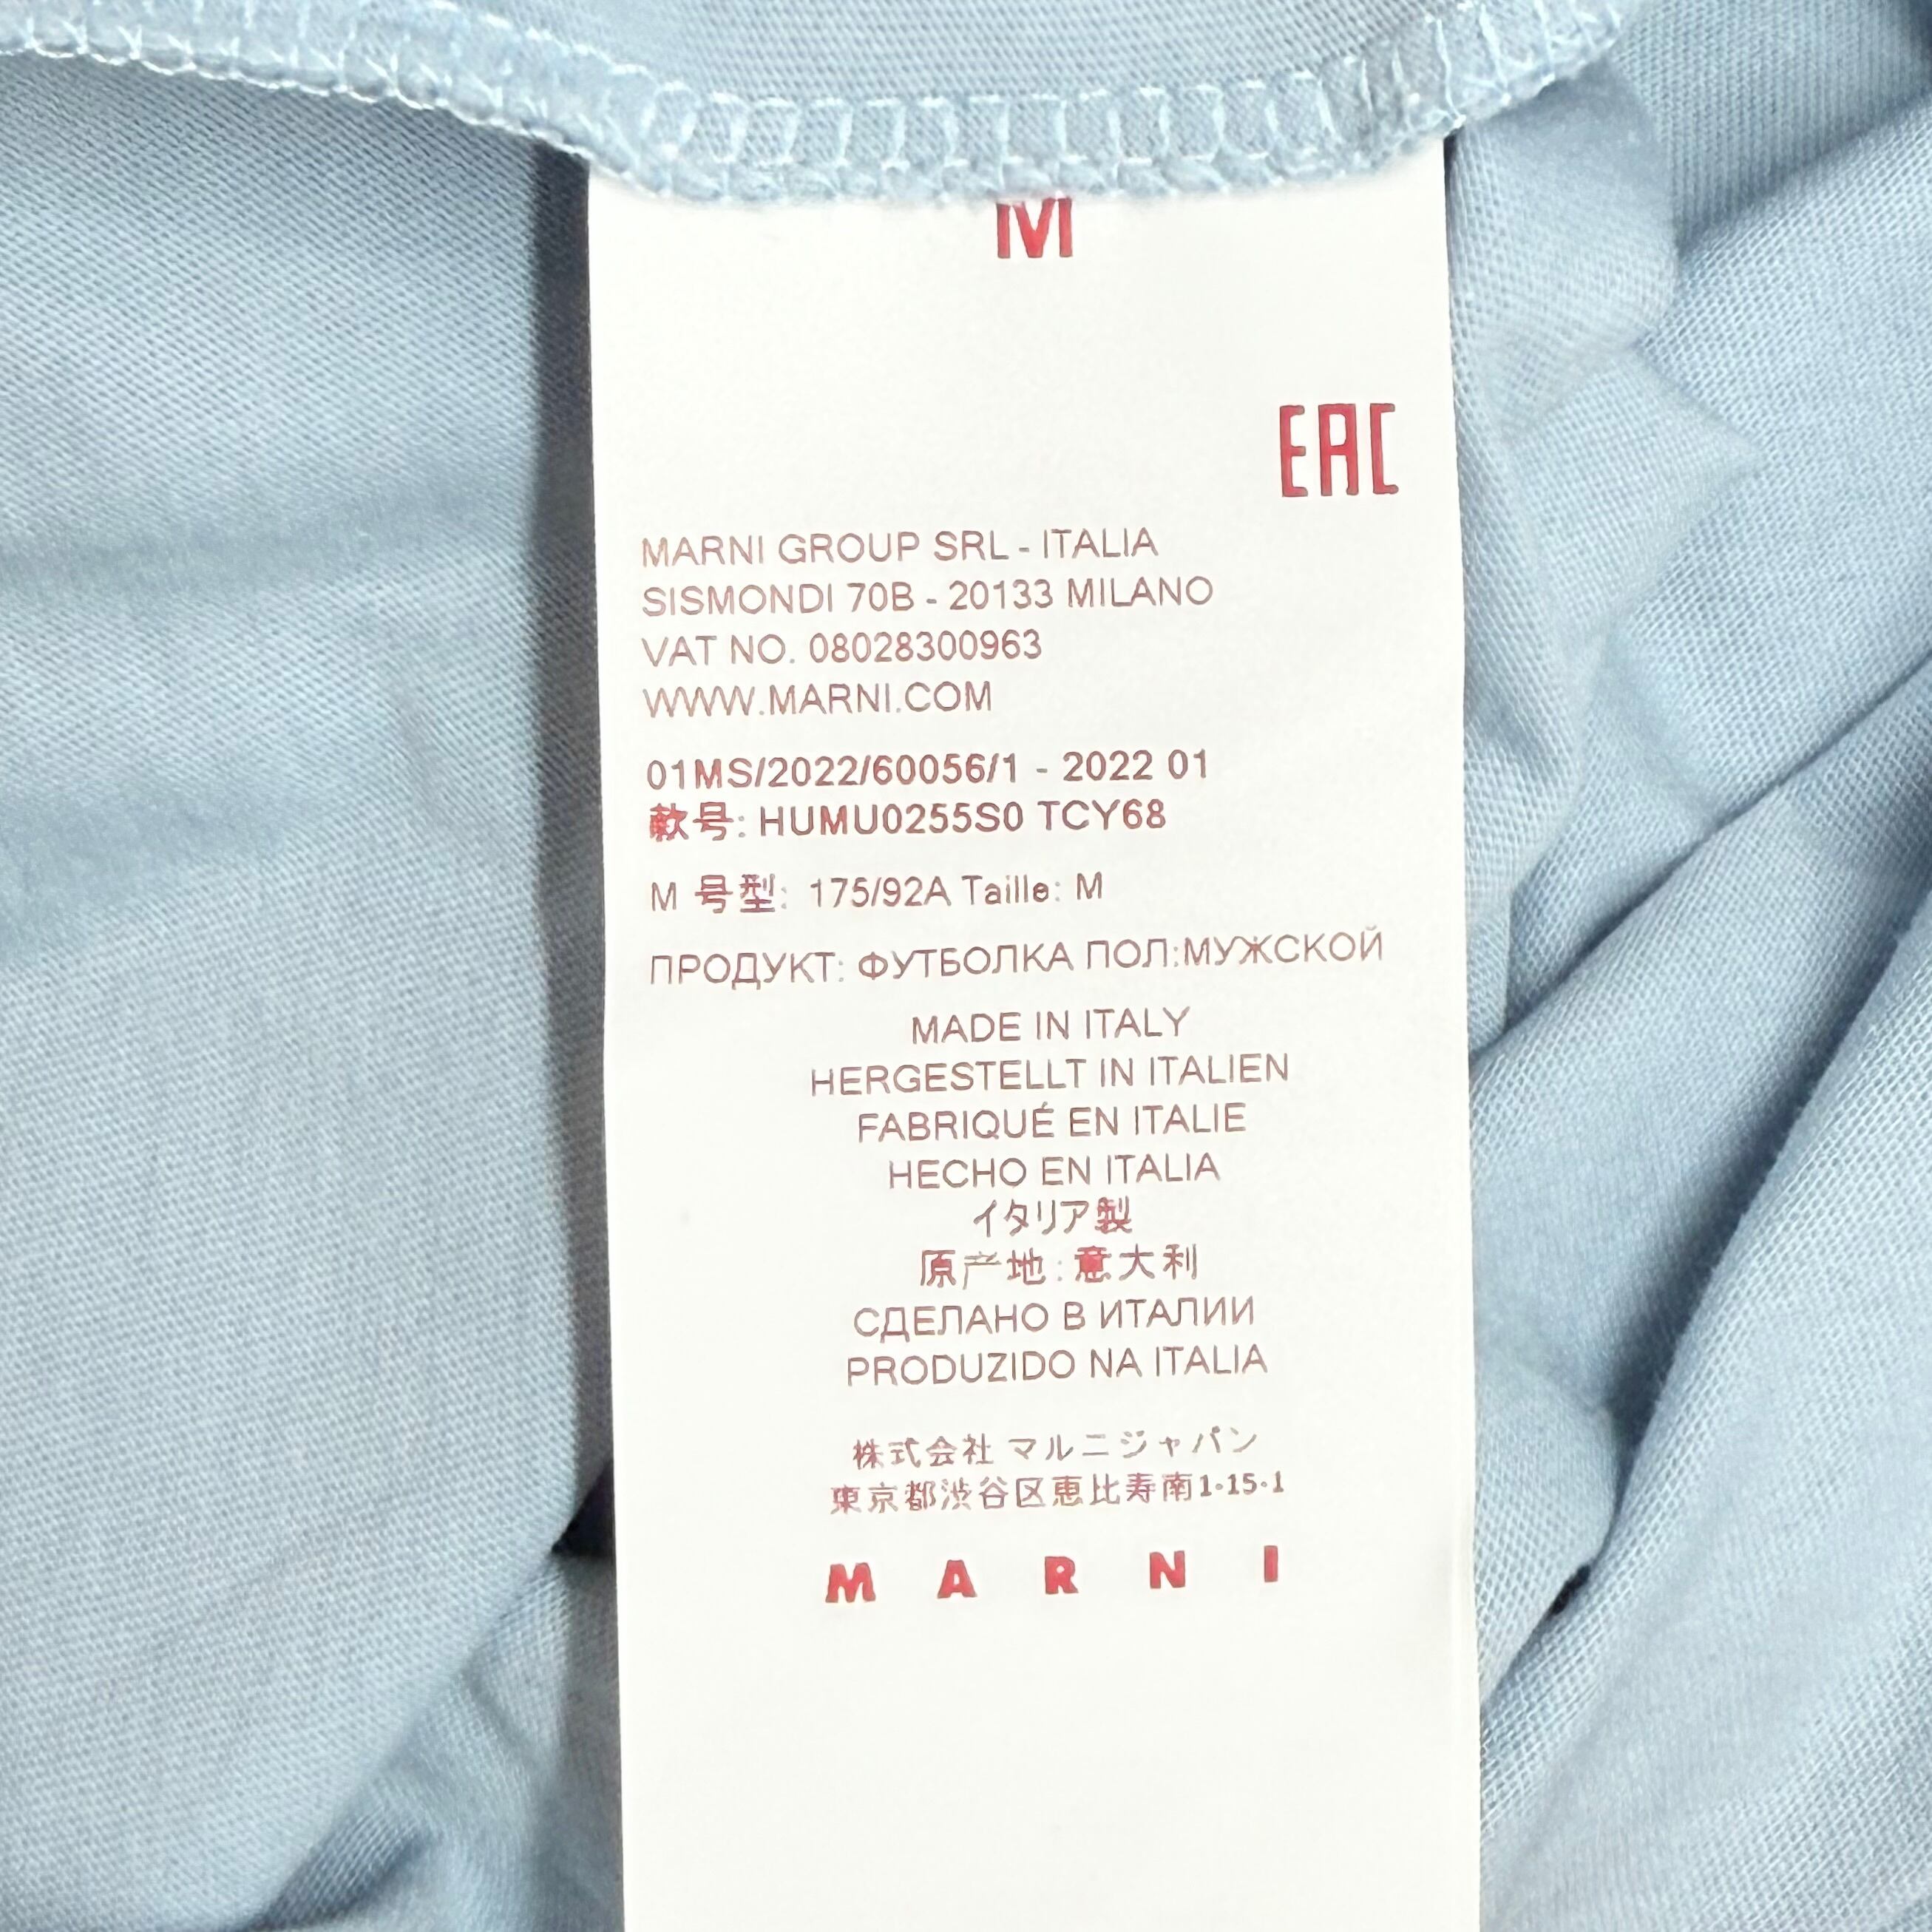 M
EAC
MARNI GROUP SRL - ITALIA
SISMONDI 70B - 20133 MILANO
VAT NO. 08028300963
WWW.MARNI.COM
01MS/2022/60056/1 - 2022 01
款号: HUMU0255S0 TCY68
M 号型: 175/92A Taille: M
ПРОДУКТ: ФУТБОЛКА ПОЛ:МУЖСКОЙ
MADE IN ITALY
HERGESTELLT IN ITALIEN
FABRIQUÉ EN ITALIE
HECHO EN ITALIA
イタリア製
原产地: 意大利
СДЕЛАНО В ИТАЛИИ
PRODUZIDO NA ITALIA
株式会社 マルニジャパン
東京都渋谷区恵比寿南1-15-1
MARNI